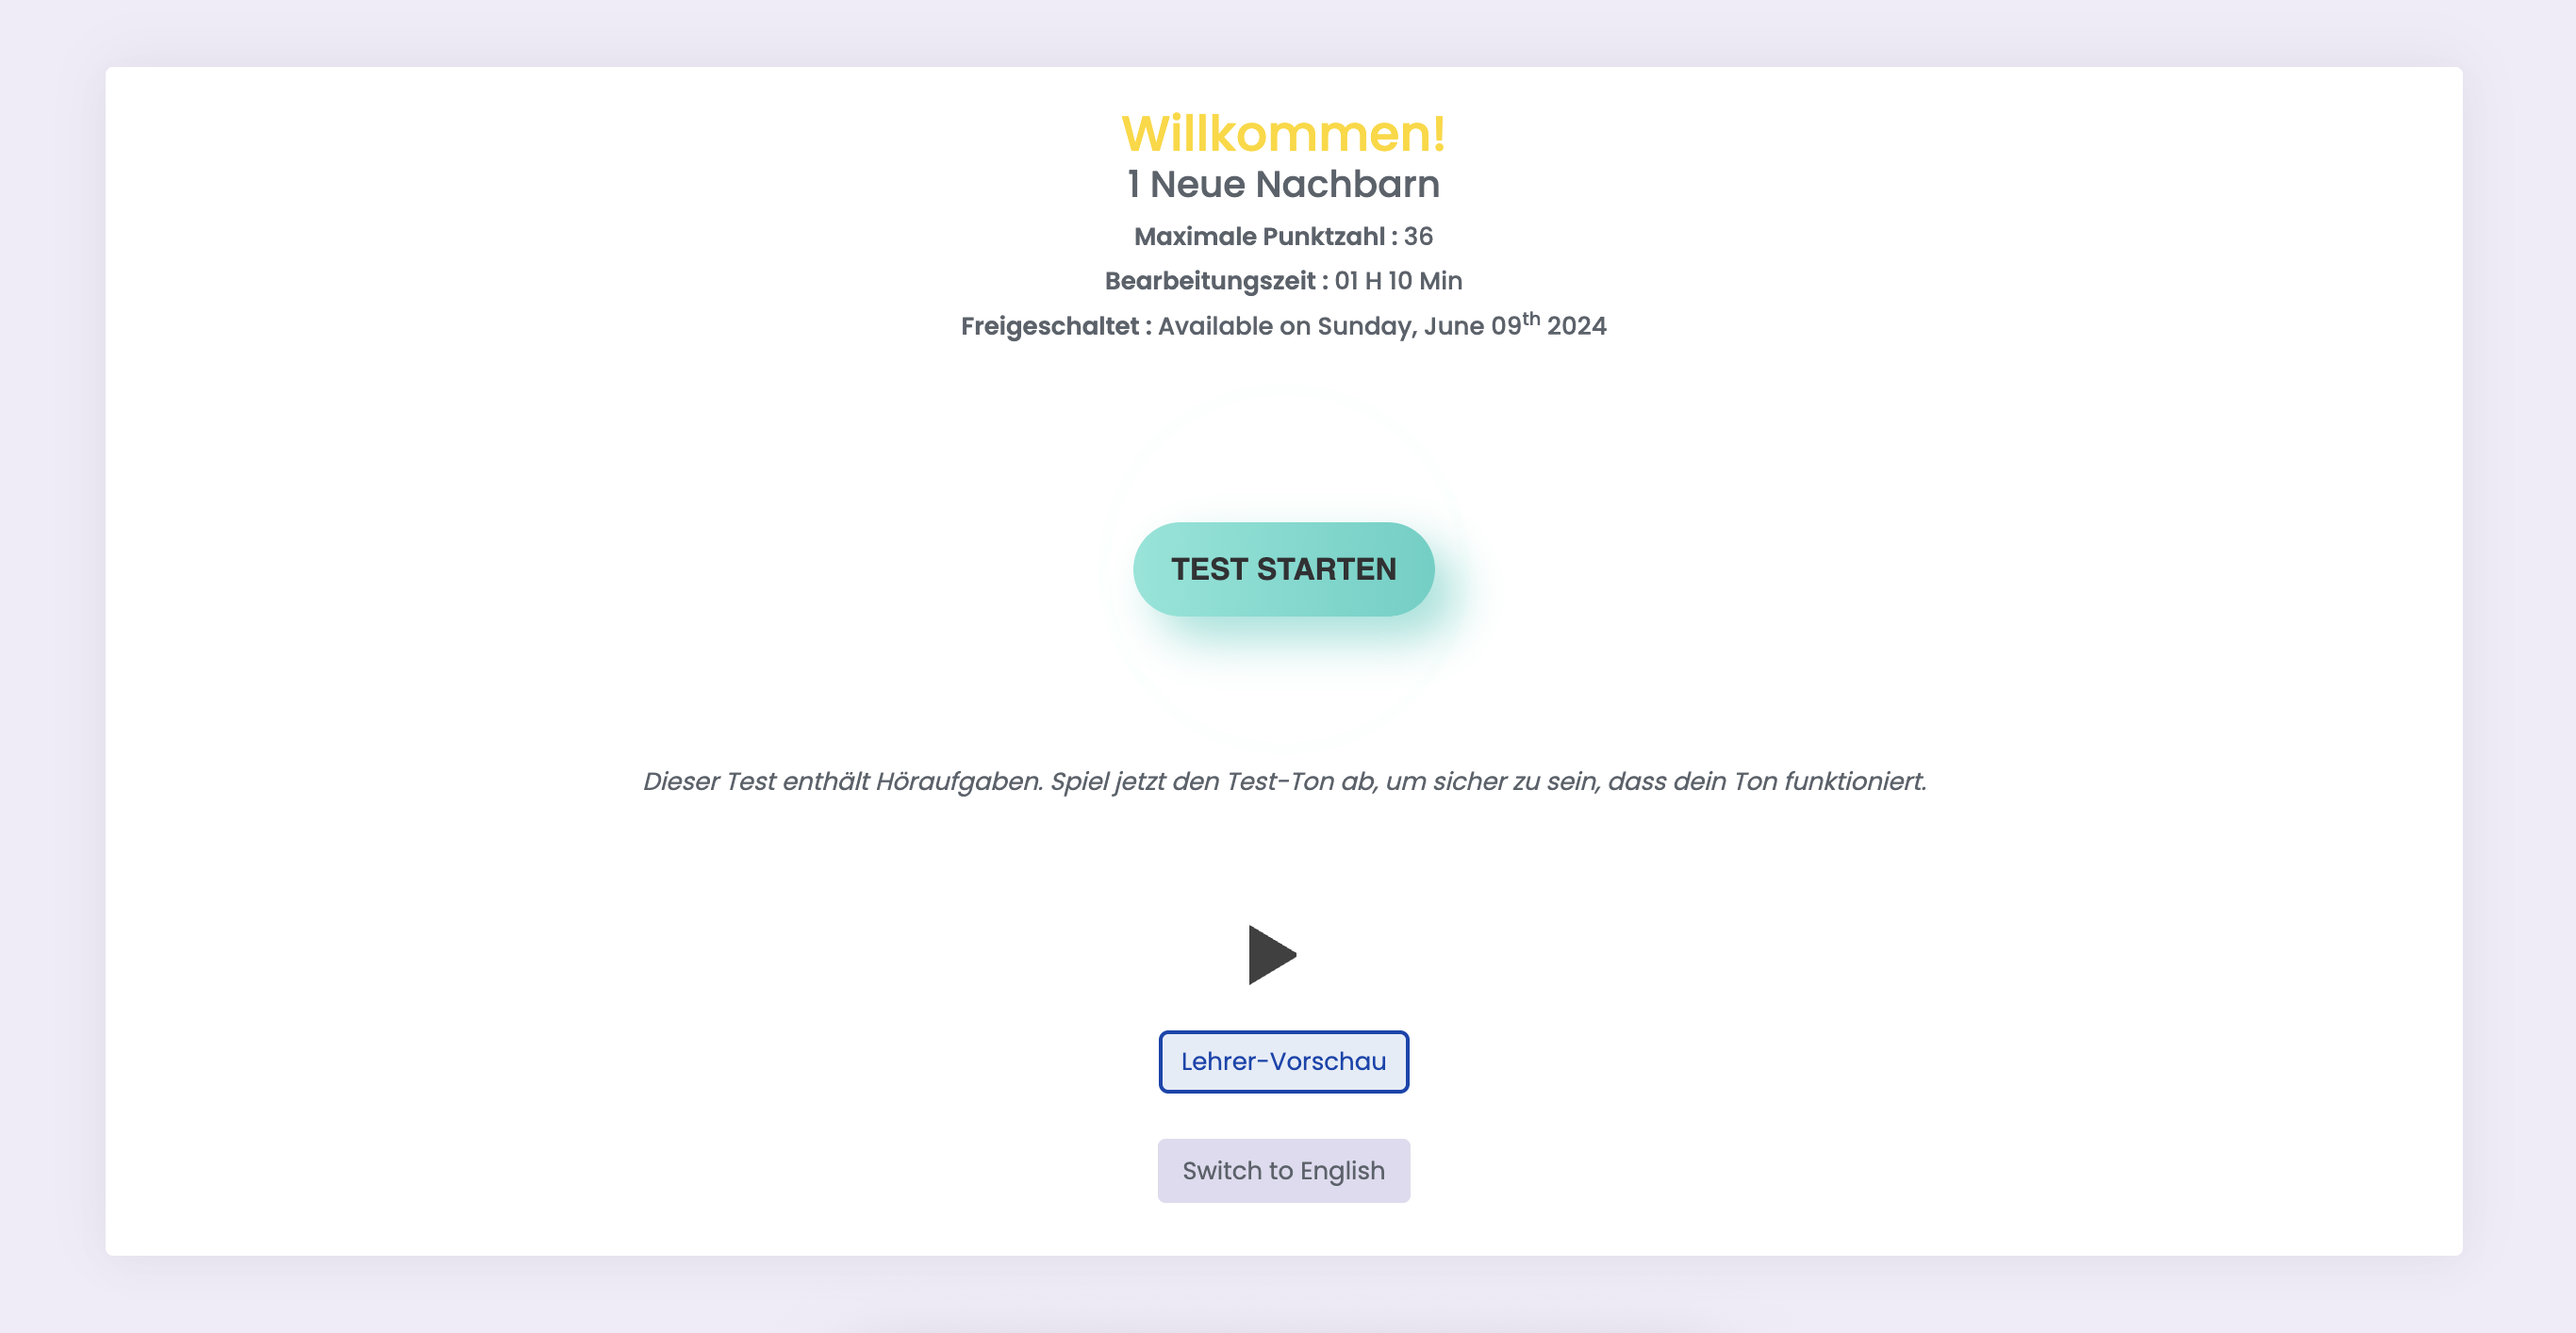 Willkommen!
1 Neue Nachbarn
Maximale Punktzahl : 36
Bearbeitungszeit : 01 H 10 Min
Freigeschaltet : Available on Sunday, June 09th 2024
TEST STARTEN
Dieser Test enthält Höraufgaben. Spiel jetzt den Test-Ton ab, um sicher zu sein, dass dein Ton funktioniert.
Lehrer-Vorschau
Switch to English